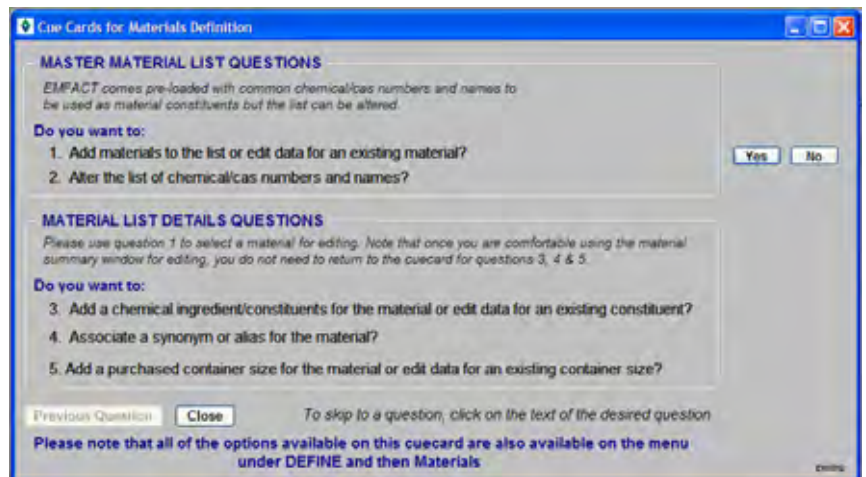 Cue Cards for Materials Definition
MASTER MATERIAL LIST QUESTIONS
EMFACT comes pre-loaded with common chemical/cas numbers and names to
be used as material constituents but the list can be altered.
Do you want to:
1. Add materials to the list or edit data for an existing material?
Yes No
2. Alter the list of chemical/cas numbers and names?
MATERIAL LIST DETAILS QUESTIONS
Please use question 1 to select a material for editing. Note that once you are comfortable using the material
summary window for editing, you do not need to return to the cuecard for questions 3, 4 & 5.
Do you want to:
3. Add a chemical ingredient/constituents for the material or edit data for an existing constituent?
4. Associate a synonym or alias for the material?
5. Add a purchased container size for the material or edit data for an existing container size?
Previous Question Close To skip to a question, click on the text of the desired question
Please note that all of the options available on this cuecard are also available on the menu
under DEFINE and then Materials